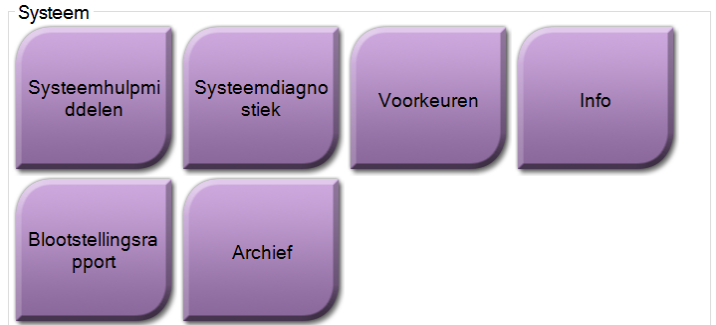 Systeem
Systeemhulpmi
ddelen
Systeemdiagno
stiek
Voorkeuren
Info
Blootstellingsra
pport
Archief